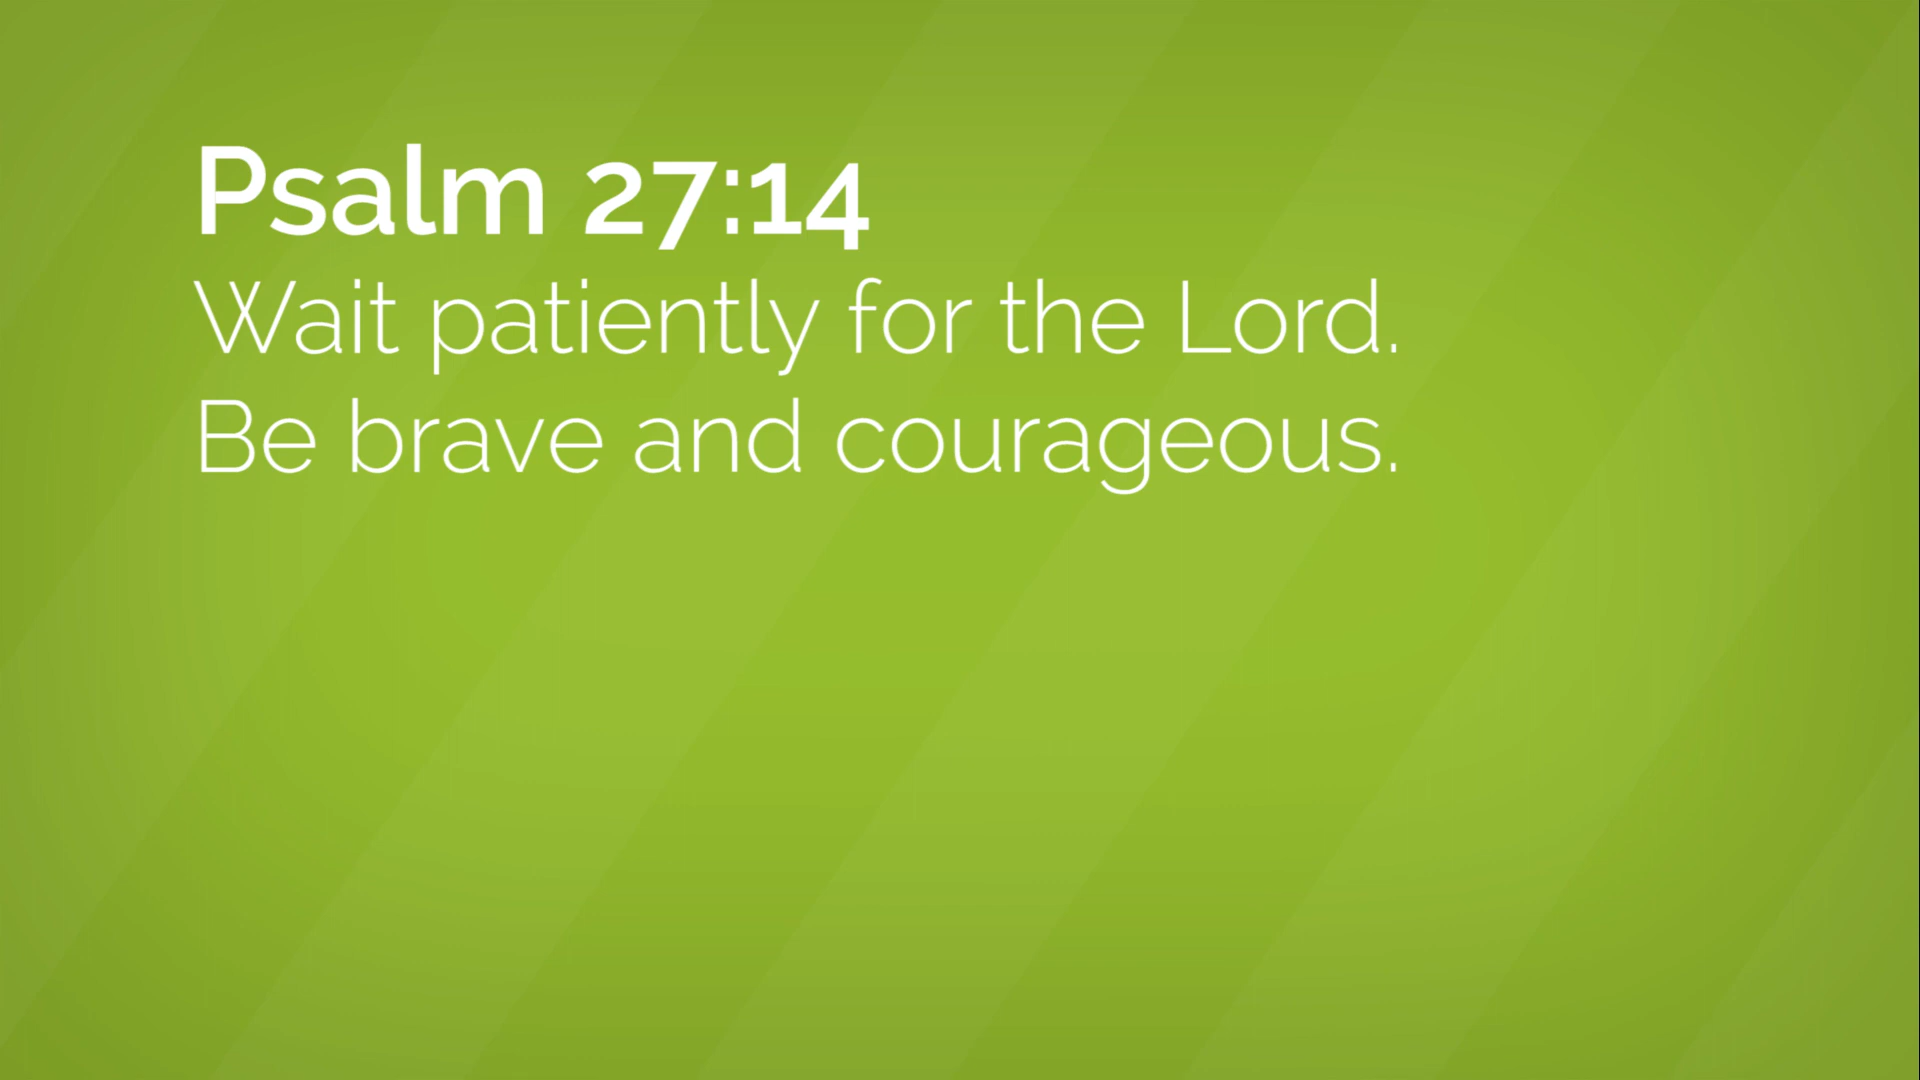 Psalm 27:14
Wait patiently for the Lord.
Be brave and courageous.